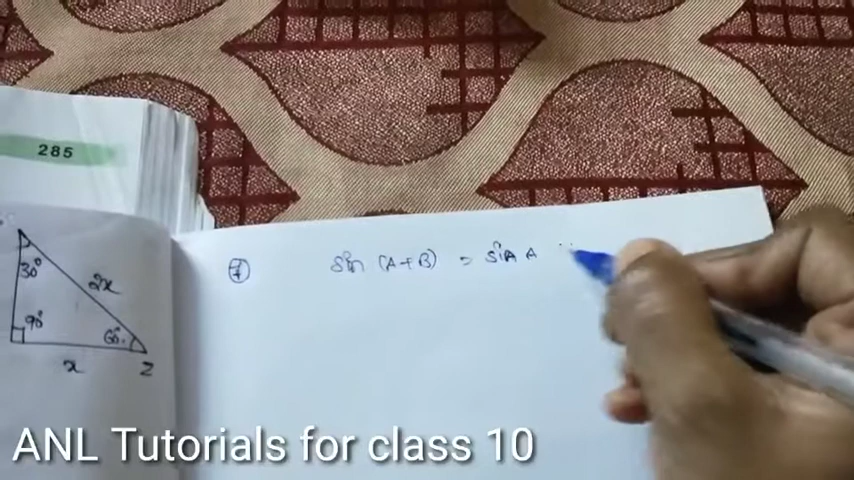 285
30°
2x
90°
60°
x
Z
7 sin (A+B) = sin A
ANL Tutorials for class 10